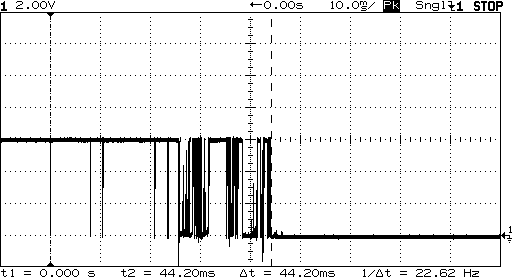 1 2.00V ←0.00s 10.0ms/ Pk Sngl 1 STOP
1
t1 = 0.000 s t2 = 44.20ms Δt = 44.20ms 1/Δt = 22.62 Hz